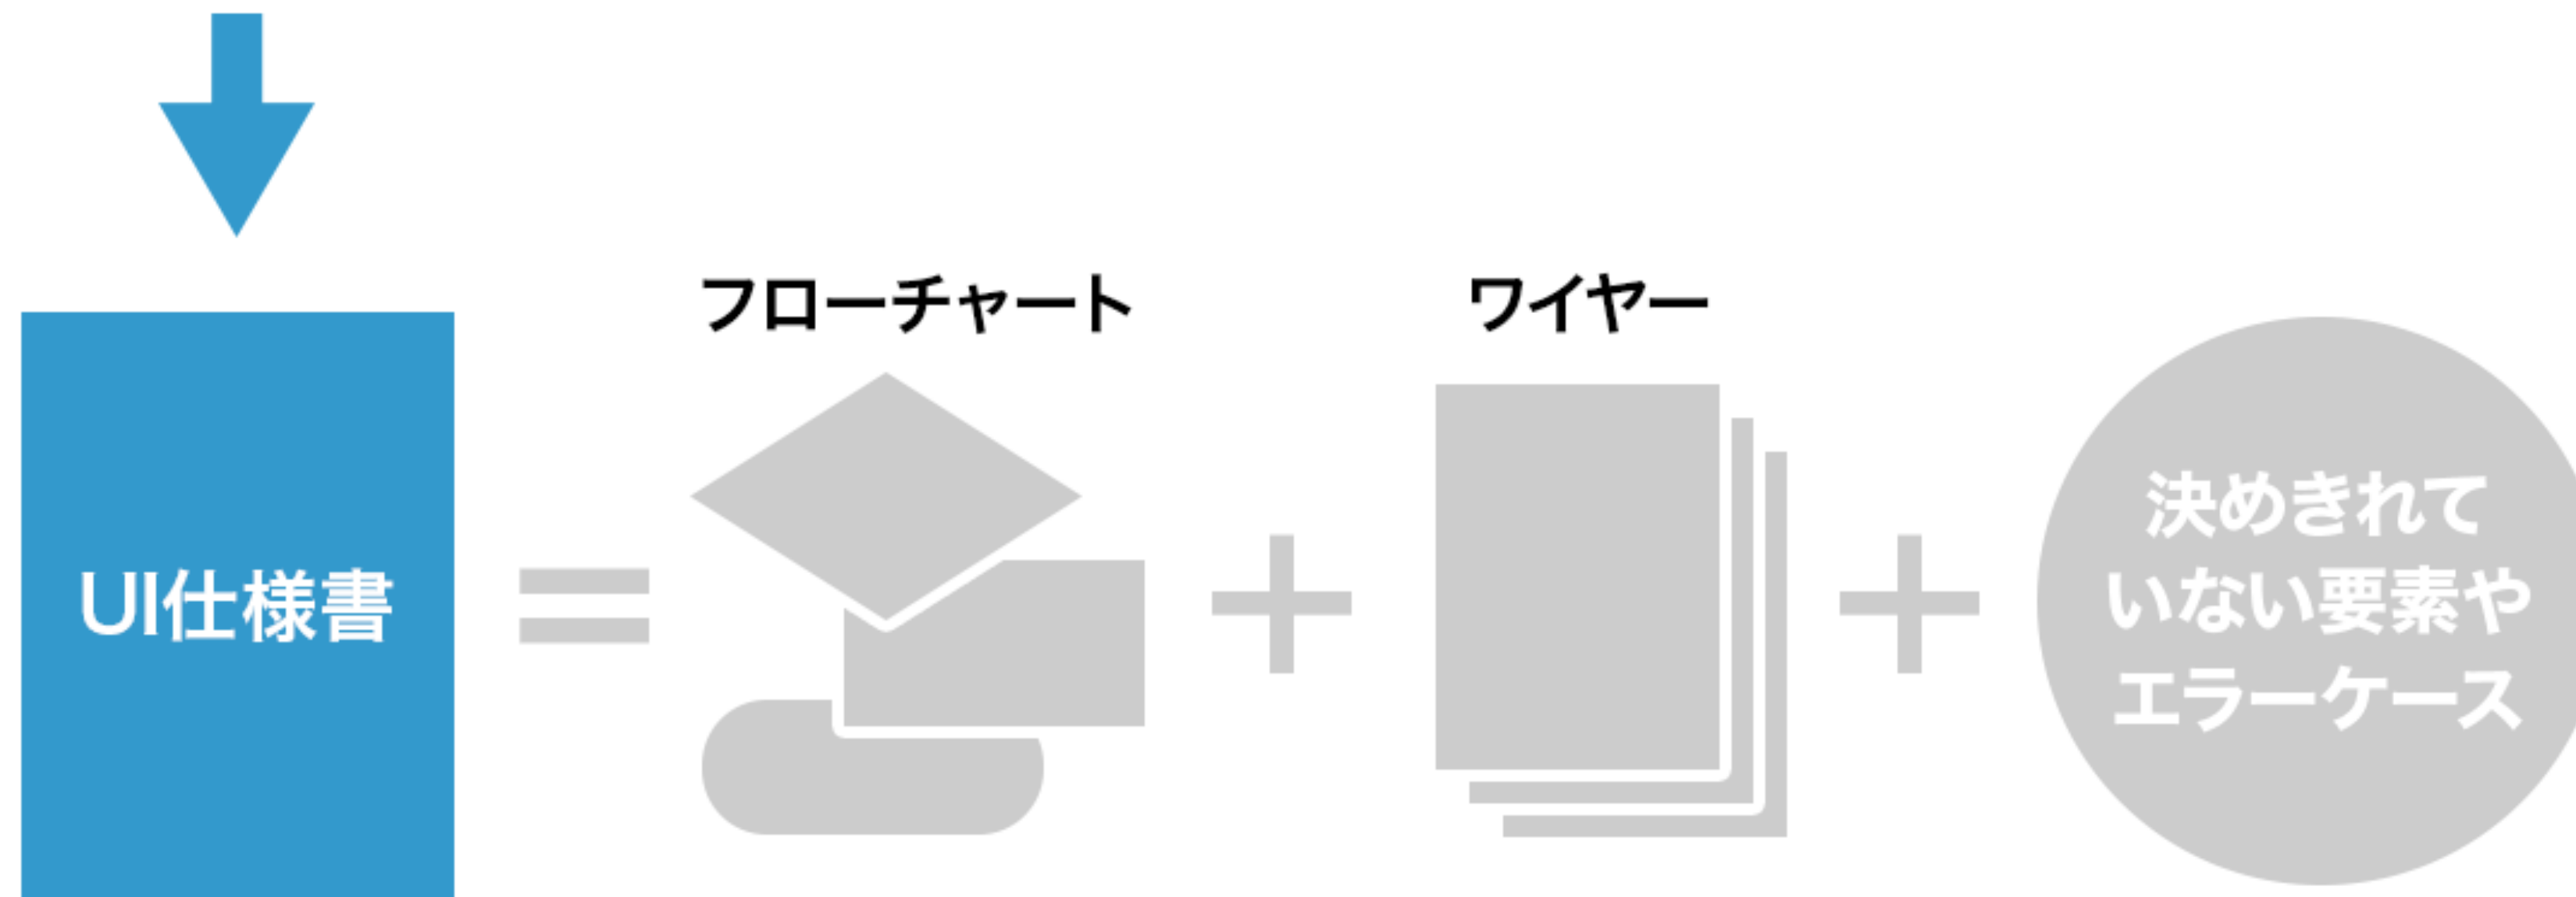 フローチャート
ワイヤー
UI仕様書
決めきれて
いない要素や
エラーケース